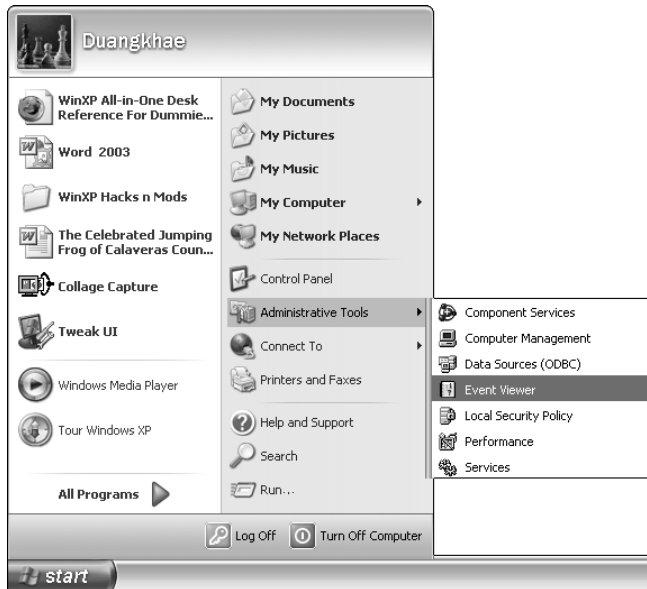 Duangkhae
WinXP All-in-One Desk
Reference For Dummie...
Word 2003
WinXP Hacks n Mods
The Celebrated Jumping
Frog of Calaveras Coun...
Collage Capture
Tweak UI
Windows Media Player
Tour Windows XP
All Programs
My Documents
My Pictures
My Music
My Computer
My Network Places
Control Panel
Administrative Tools
Connect To
Printers and Faxes
Help and Support
Search
Run...
Component Services
Computer Management
Data Sources (ODBC)
Event Viewer
Local Security Policy
Performance
Services
Log Off
Turn Off Computer
start